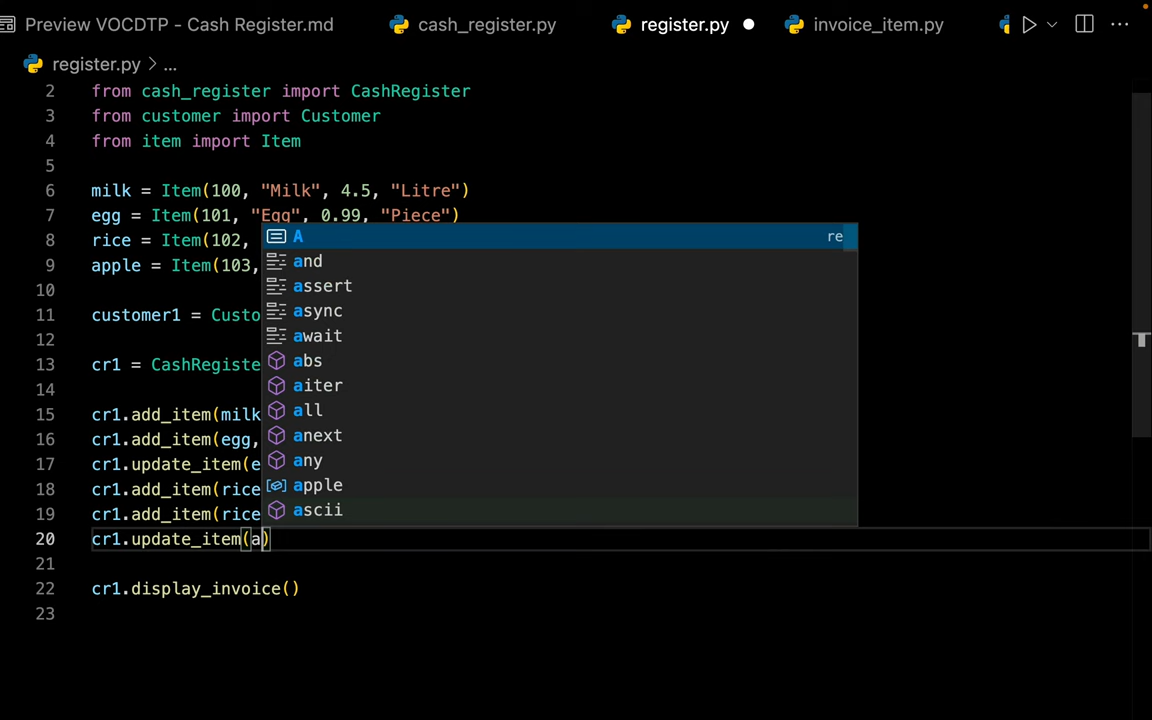 Preview VOCDTP - Cash Register.md cash_register.py register.py invoice_item.py
register.py > ...
2 from cash_register import CashRegister
3 from customer import Customer
4 from item import Item
5
6 milk = Item(100, "Milk", 4.5, "Litre")
7 egg = Item(101, "Egg", 0.99, "Piece")
8 rice = Item(102,
9 apple = Item(103,
10
11 customer1 = Custo
12
13 cr1 = CashRegiste
14
15 cr1.add_item(milk
16 cr1.add_item(egg,
17 cr1.update_item(e
18 cr1.add_item(rice
19 cr1.add_item(rice
20 cr1.update_item(a)
21
22 cr1.display_invoice()
23
A re
and
assert
async
await
abs
aiter
all
anext
any
apple
ascii